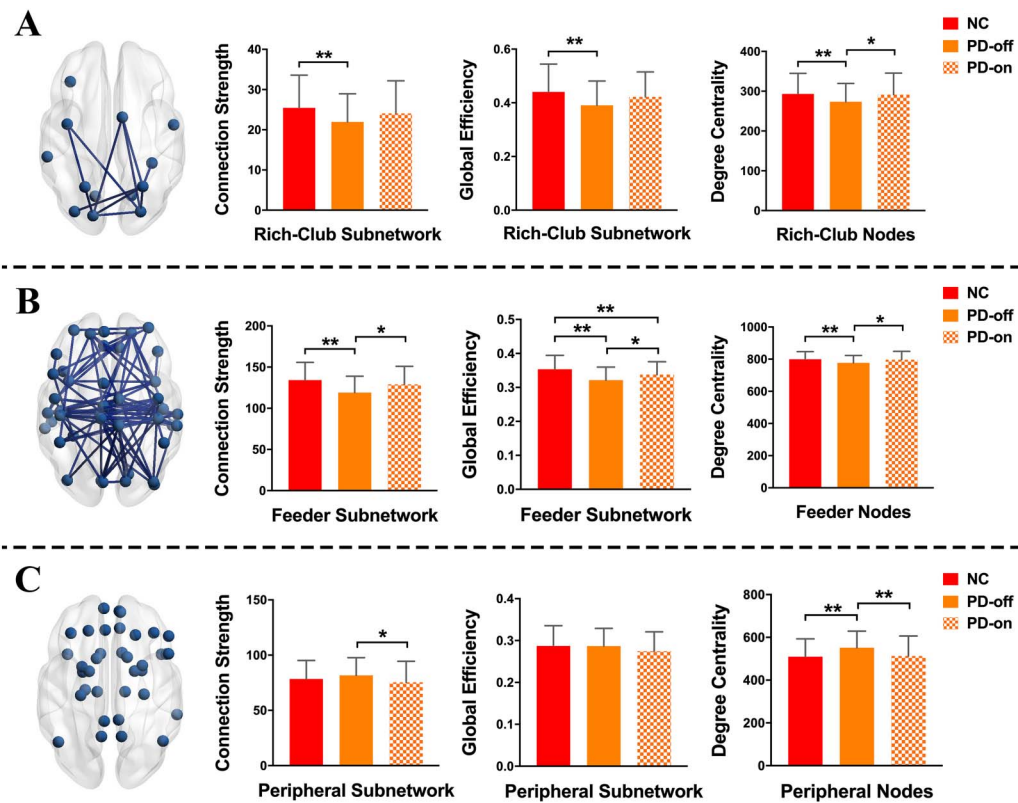 A
Connection Strength
40
30
20
10
0
**
Rich-Club Subnetwork
Global Efficiency
0.6
0.4
0.2
0.0
**
Rich-Club Subnetwork
Degree Centrality
400
300
200
100
0
**
*
Rich-Club Nodes
NC
PD-off
PD-on
B
Connection Strength
200
150
100
50
0
**
*
Feeder Subnetwork
Global Efficiency
0.5
0.4
0.3
0.2
0.1
0.0
**
**
*
Feeder Subnetwork
Degree Centrality
1000
800
600
400
200
0
**
*
Feeder Nodes
NC
PD-off
PD-on
C
Connection Strength
150
100
50
0
*
Peripheral Subnetwork
Global Efficiency
0.4
0.3
0.2
0.1
0.0
Peripheral Subnetwork
Degree Centrality
800
600
400
200
0
**
**
Peripheral Nodes
NC
PD-off
PD-on